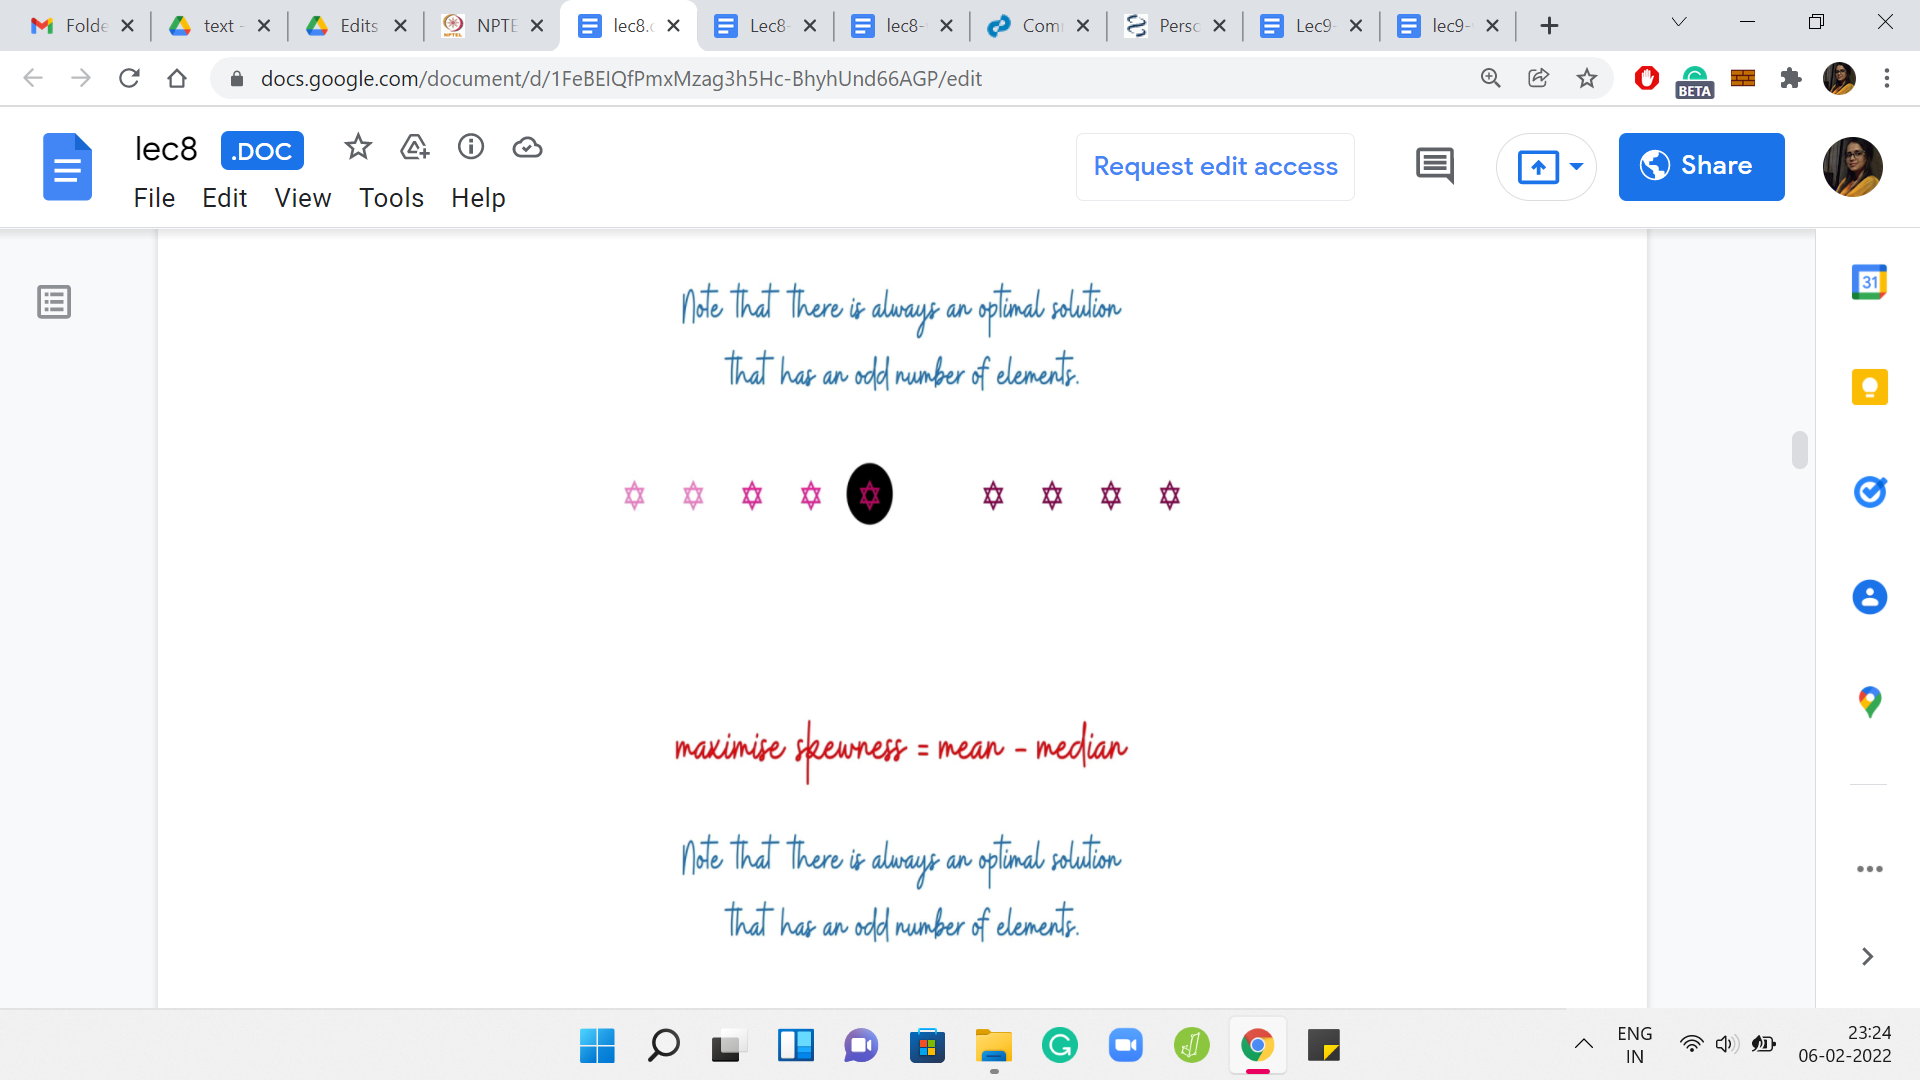 Folde
text -
Edits
NPTE
lec8.c
Lec8-
lec8-
Comr
Perso
Lec9-
lec9-
docs.google.com/document/d/1FeBEIQfPmxMzag3h5Hc-BhyhUnd66AGP/edit
BETA
lec8 .DOC
Request edit access
Share
File Edit View Tools Help
31
Note that there is always an optimal solution
that has an odd number of elements.
maximise skewness = mean - median
Note that there is always an optimal solution
that has an odd number of elements.
ENG
IN
23:24
06-02-2022